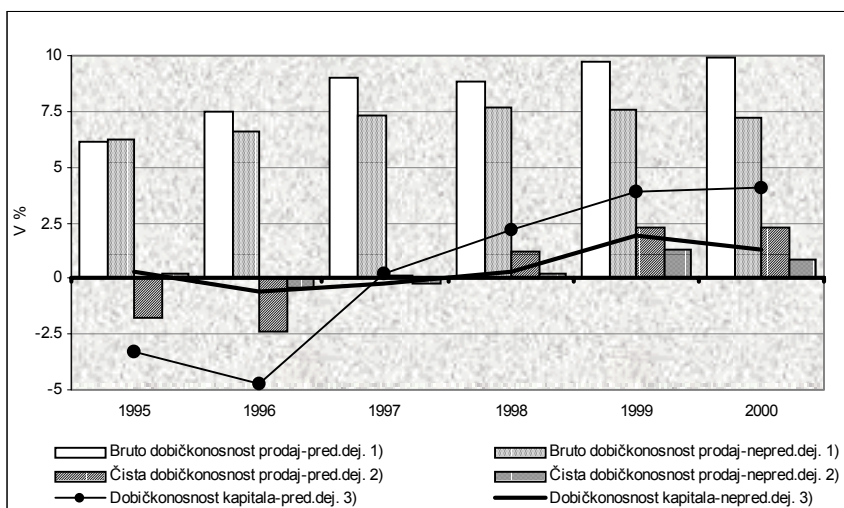 10
7.5
5
2.5
0
-2.5
-5
V %
1995 1996 1997 1998 1999 2000
Bruto dobičkonosnost prodaj-pred.dej. 1) Bruto dobičkonosnost prodaj-nepred.dej. 1)
Čista dobičkonosnost prodaj-pred.dej. 2) Čista dobičkonosnost prodaj-nepred.dej. 2)
Dobičkonosnost kapitala-pred.dej. 3) Dobičkonosnost kapitala-nepred.dej. 3)